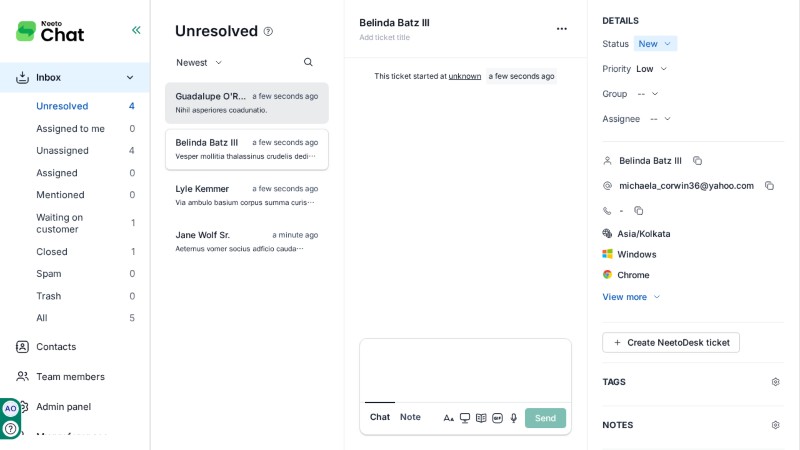 Neeto
Chat
Inbox
Unresolved 4
Assigned to me 0
Unassigned 4
Assigned 0
Mentioned 0
Waiting on
customer 1
Closed 1
Spam 0
Trash 0
All 5
Contacts
Team members
Admin panel
AO
Unresolved
Newest
Guadalupe O'R... a few seconds ago
Nihil asperiores coadunatio.
Belinda Batz III a few seconds ago
Vesper mollitia thalassinus crudelis dedi···
Lyle Kemmer a few seconds ago
Via ambulo basium corpus summa curis···
Jane Wolf Sr. a minute ago
Aeternus vomer socius adficio cauda···
Belinda Batz III
Add ticket title
This ticket started at unknown a few seconds ago
Chat Note GIF Send
DETAILS
Status New
Priority Low
Group --
Assignee --
Belinda Batz III
michaela_corwin36@yahoo.com
-
Asia/Kolkata
Windows
Chrome
View more
+ Create NeetoDesk ticket
TAGS
NOTES